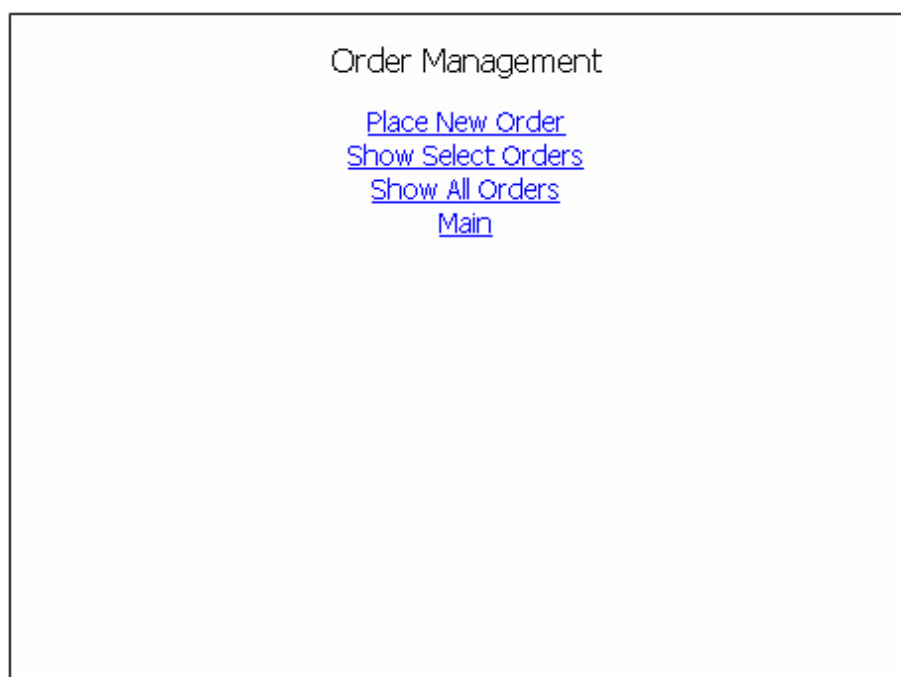 Order Management
Place New Order
Show Select Orders
Show All Orders
Main